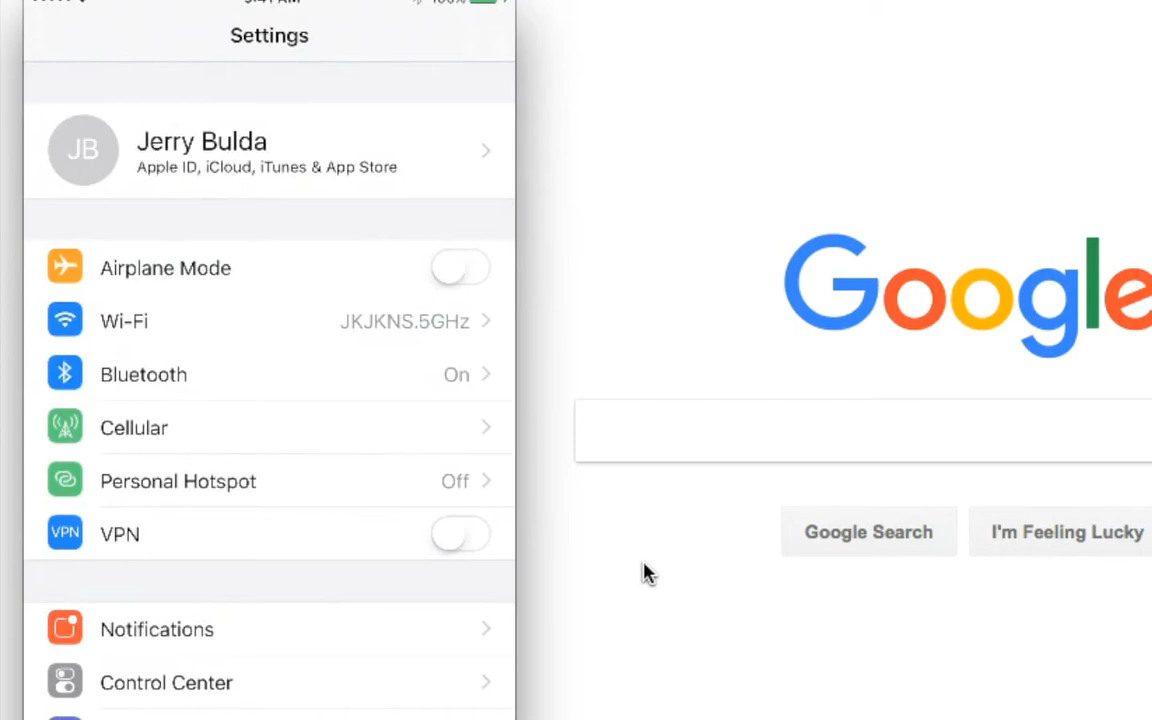 Settings
JB
Jerry Bulda
Apple ID, iCloud, iTunes & App Store
Airplane Mode
Wi-Fi JKJKNS.5GHz
Bluetooth On
Cellular
Personal Hotspot Off
VPN VPN
Notifications
Control Center
Google
Google Search I'm Feeling Lucky